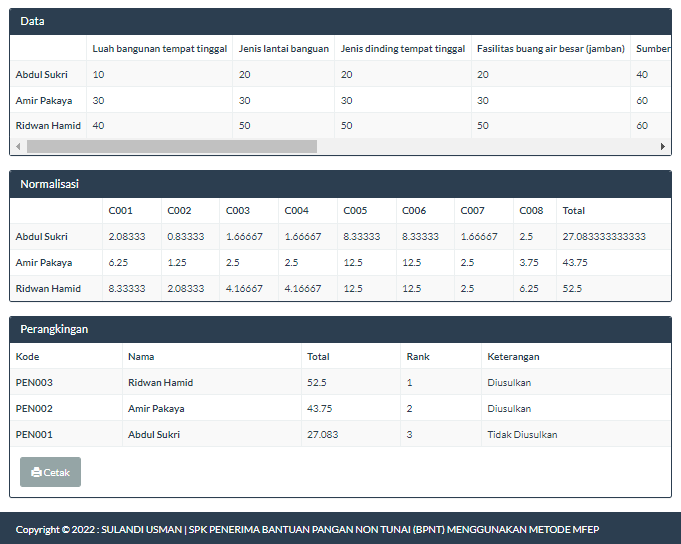 Data
Luah bangunan tempat tinggal Jenis lantai banguan Jenis dinding tempat tinggal Fasilitas buang air besar (jamban) Sumber
Abdul Sukri 10 20 20 20 40
Amir Pakaya 30 30 30 30 60
Ridwan Hamid 40 50 50 50 60
Normalisasi
C001 C002 C003 C004 C005 C006 C007 C008 Total
Abdul Sukri 2.08333 0.83333 1.66667 1.66667 8.33333 8.33333 1.66667 2.5 27.083333333333
Amir Pakaya 6.25 1.25 2.5 2.5 12.5 12.5 2.5 3.75 43.75
Ridwan Hamid 8.33333 2.08333 4.16667 4.16667 12.5 12.5 2.5 6.25 52.5
Perangkingan
Kode Nama Total Rank Keterangan
PEN003 Ridwan Hamid 52.5 1 Diusulkan
PEN002 Amir Pakaya 43.75 2 Diusulkan
PEN001 Abdul Sukri 27.083 3 Tidak Diusulkan
Cetak
Copyright © 2022 : SULANDI USMAN | SPK PENERIMA BANTUAN PANGAN NON TUNAI (BPNT) MENGGUNAKAN METODE MFEP